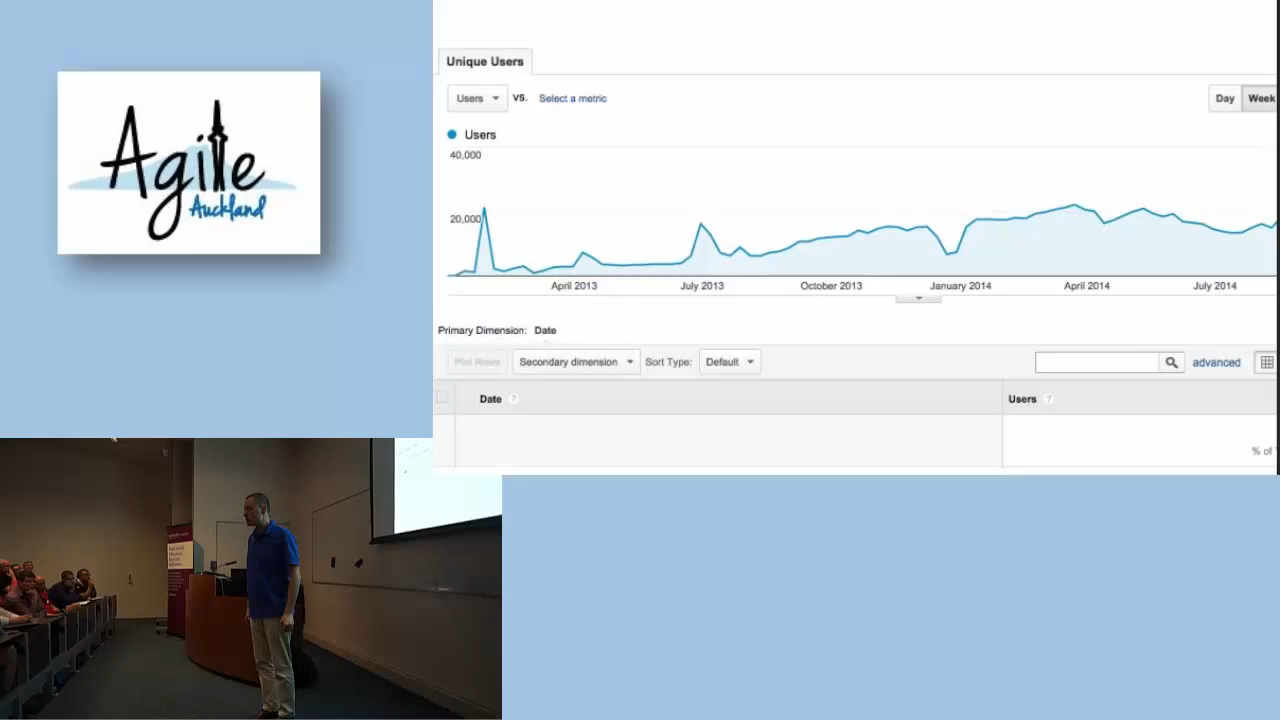 Agile
Auckland
Unique Users
Users VS. Select a metric
Day Week
Users
40,000
20,000
April 2013 July 2013 October 2013 January 2014 April 2014 July 2014
Primary Dimension: Date
Plot Rows Secondary dimension Sort Type: Default advanced
Date ? Users ?
% of